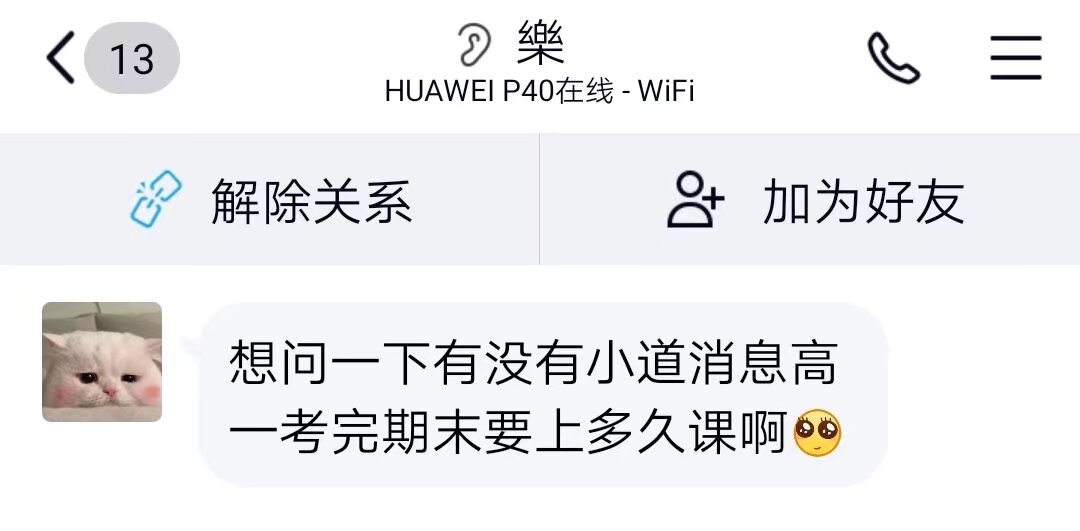 13
樂
HUAWEI P40在线 - WiFi
解除关系
加为好友
想问一下有没有小道消息高
一考完期末要上多久课啊🥺